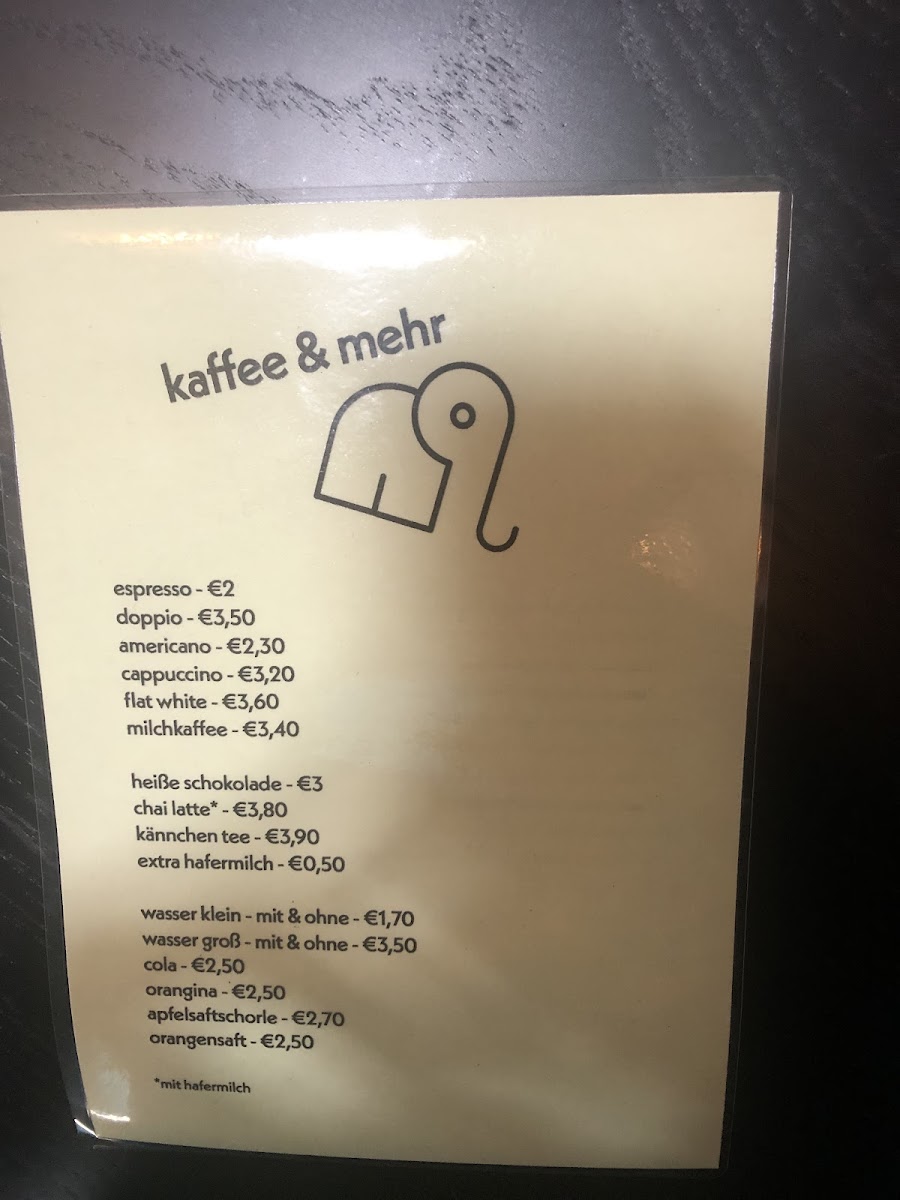 kaffee & mehr
espresso - €2
doppio - €3,50
americano - €2,30
cappuccino - €3,20
flat white - €3,60
milchkaffee - €3,40
heiße schokolade - €3
chai latte* - €3,80
kännchen tee - €3,90
extra hafermilch - €0,50
wasser klein - mit & ohne - €1,70
wasser groß - mit & ohne - €3,50
cola - €2,50
orangina - €2,50
apfelsaftschorle - €2,70
orangensaft - €2,50
*mit hafermilch